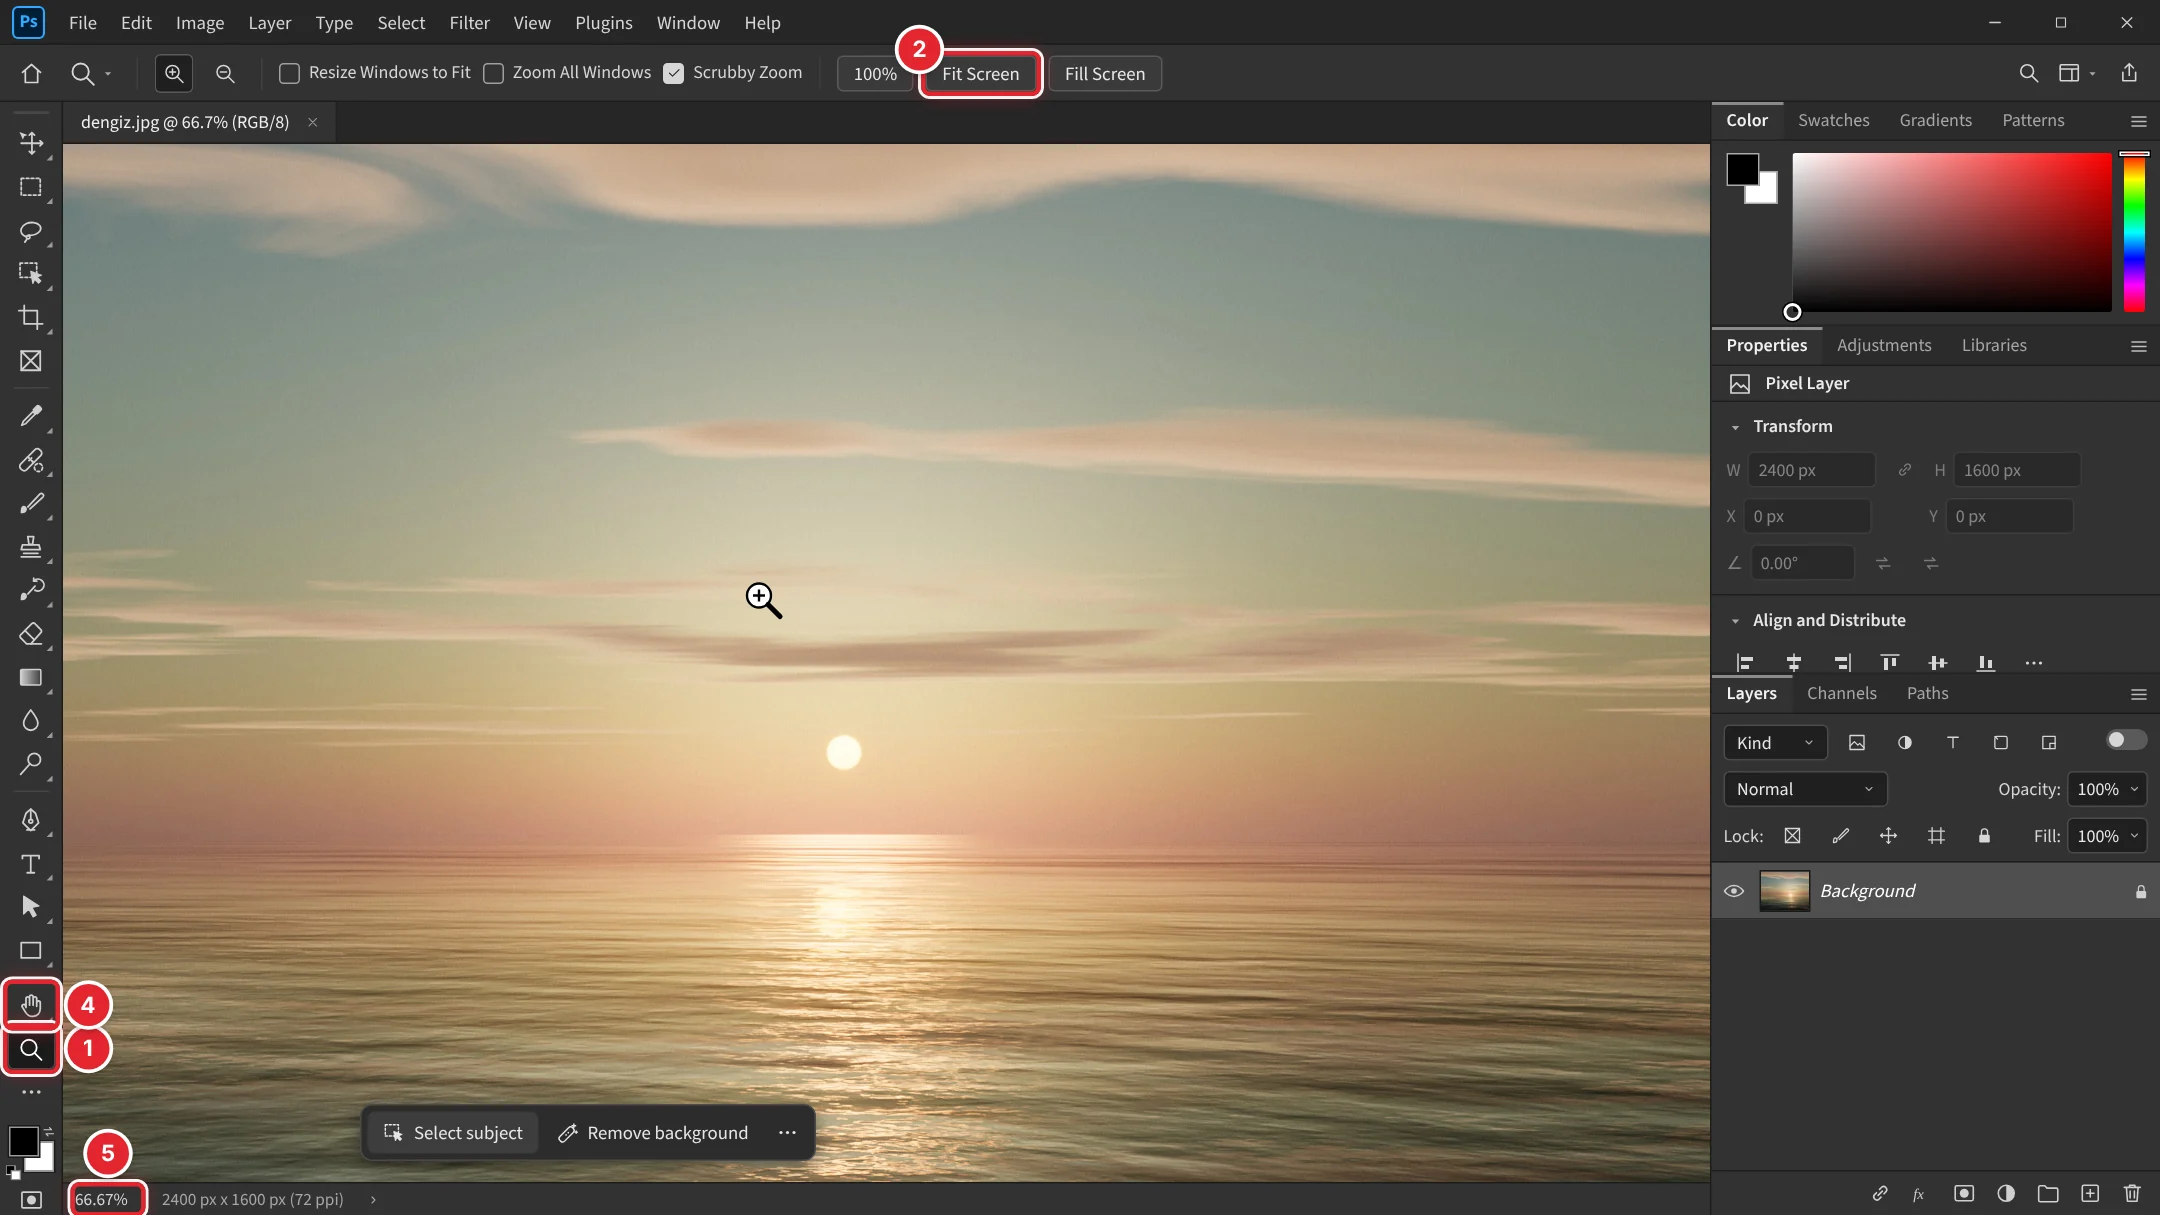 Ps File Edit Image Layer Type Select Filter View Plugins Window Help
Resize Windows to Fit Zoom All Windows Scrubby Zoom 100% Fit Screen Fill Screen
2
dengiz.jpg @ 66.7% (RGB/8)
Color Swatches Gradients Patterns
Properties Adjustments Libraries
Pixel Layer
Transform
W 2400 px H 1600 px
X 0 px Y 0 px
0.00°
Align and Distribute
Layers Channels Paths
Kind
Normal Opacity: 100%
Lock: Fill: 100%
Background
4
1
Select subject Remove background
5
66.67% 2400 px x 1600 px (72 ppi)
fx